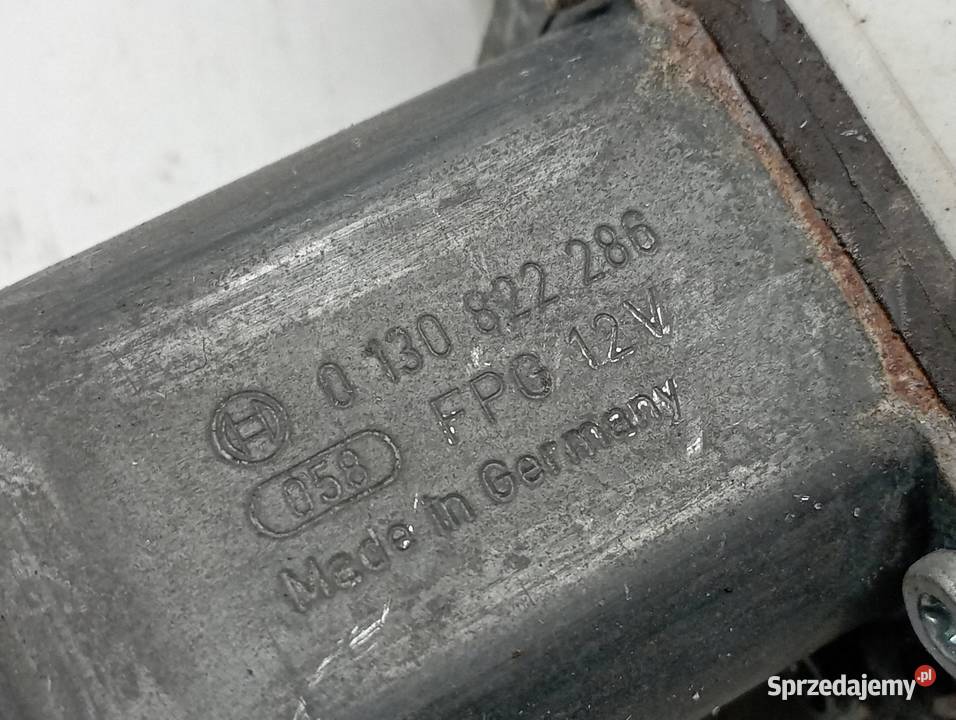 0 130 822 286
058 FPG 12V
Made in Germany
Sprzedajemy.pl